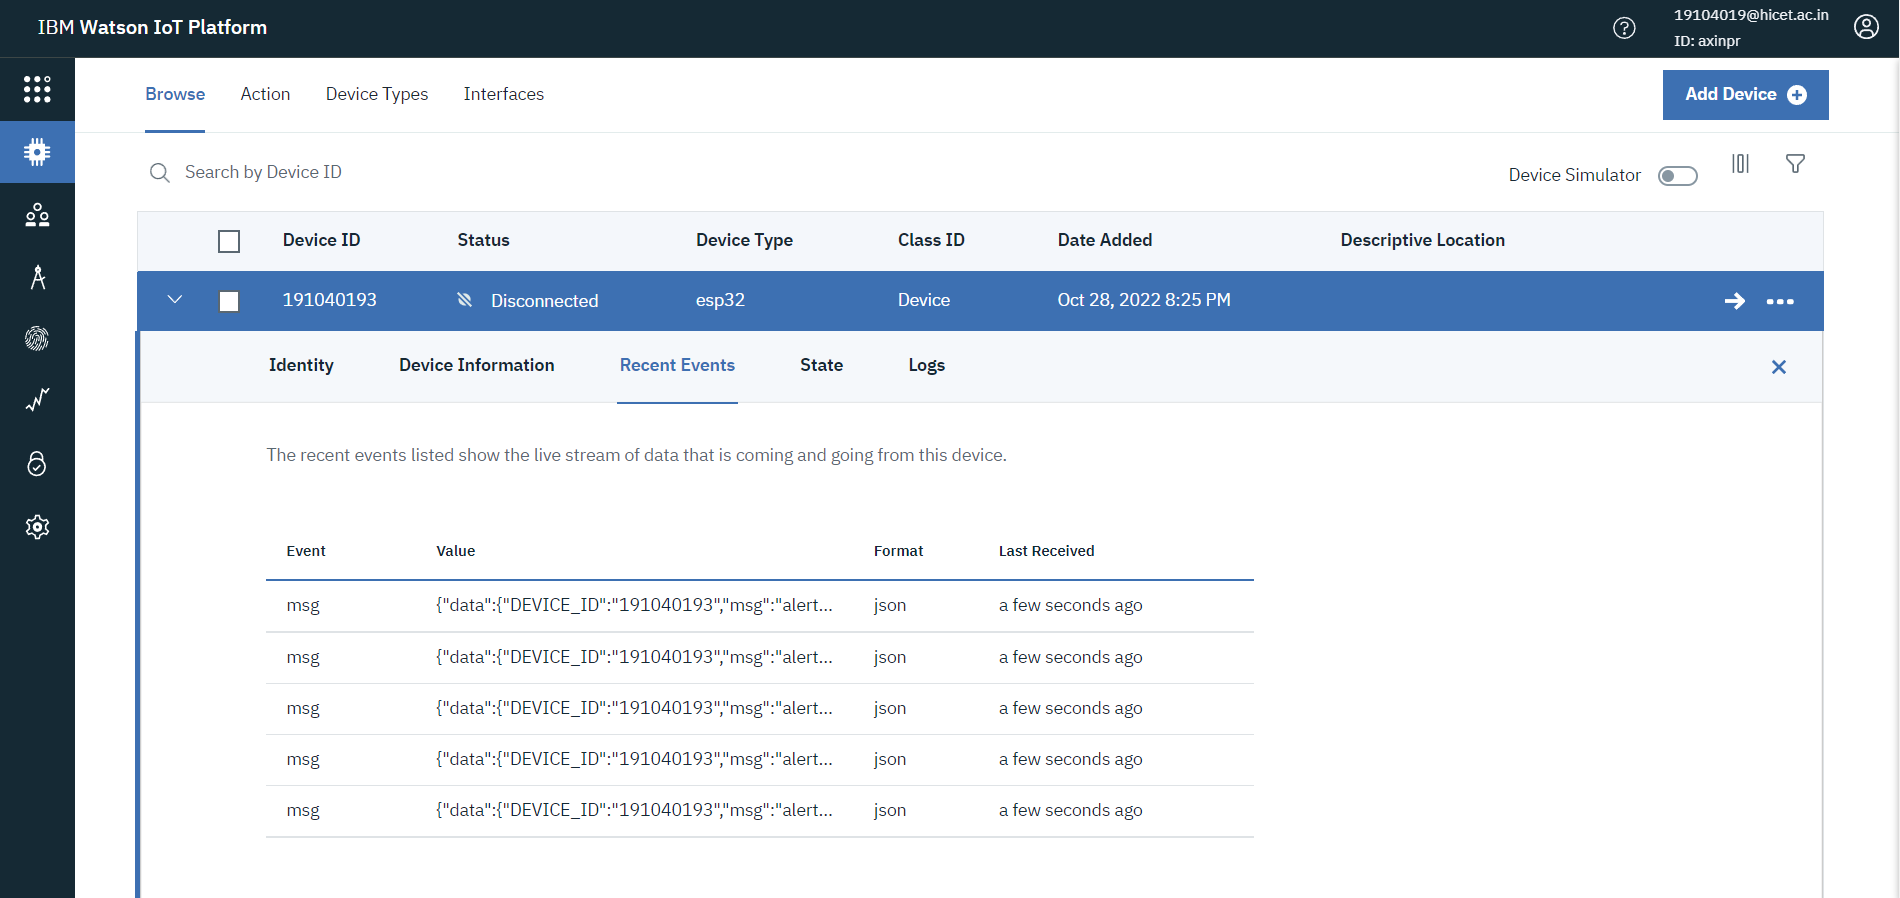 IBM Watson IoT Platform
19104019@hicet.ac.in
ID: axinpr
Browse Action Device Types Interfaces
Add Device
Search by Device ID
Device Simulator
Device ID Status Device Type Class ID Date Added Descriptive Location
191040193 Disconnected esp32 Device Oct 28, 2022 8:25 PM
Identity Device Information Recent Events State Logs
The recent events listed show the live stream of data that is coming and going from this device.
Event Value Format Last Received
msg {"data":{"DEVICE_ID":"191040193","msg":"alert... json a few seconds ago
msg {"data":{"DEVICE_ID":"191040193","msg":"alert... json a few seconds ago
msg {"data":{"DEVICE_ID":"191040193","msg":"alert... json a few seconds ago
msg {"data":{"DEVICE_ID":"191040193","msg":"alert... json a few seconds ago
msg {"data":{"DEVICE_ID":"191040193","msg":"alert... json a few seconds ago